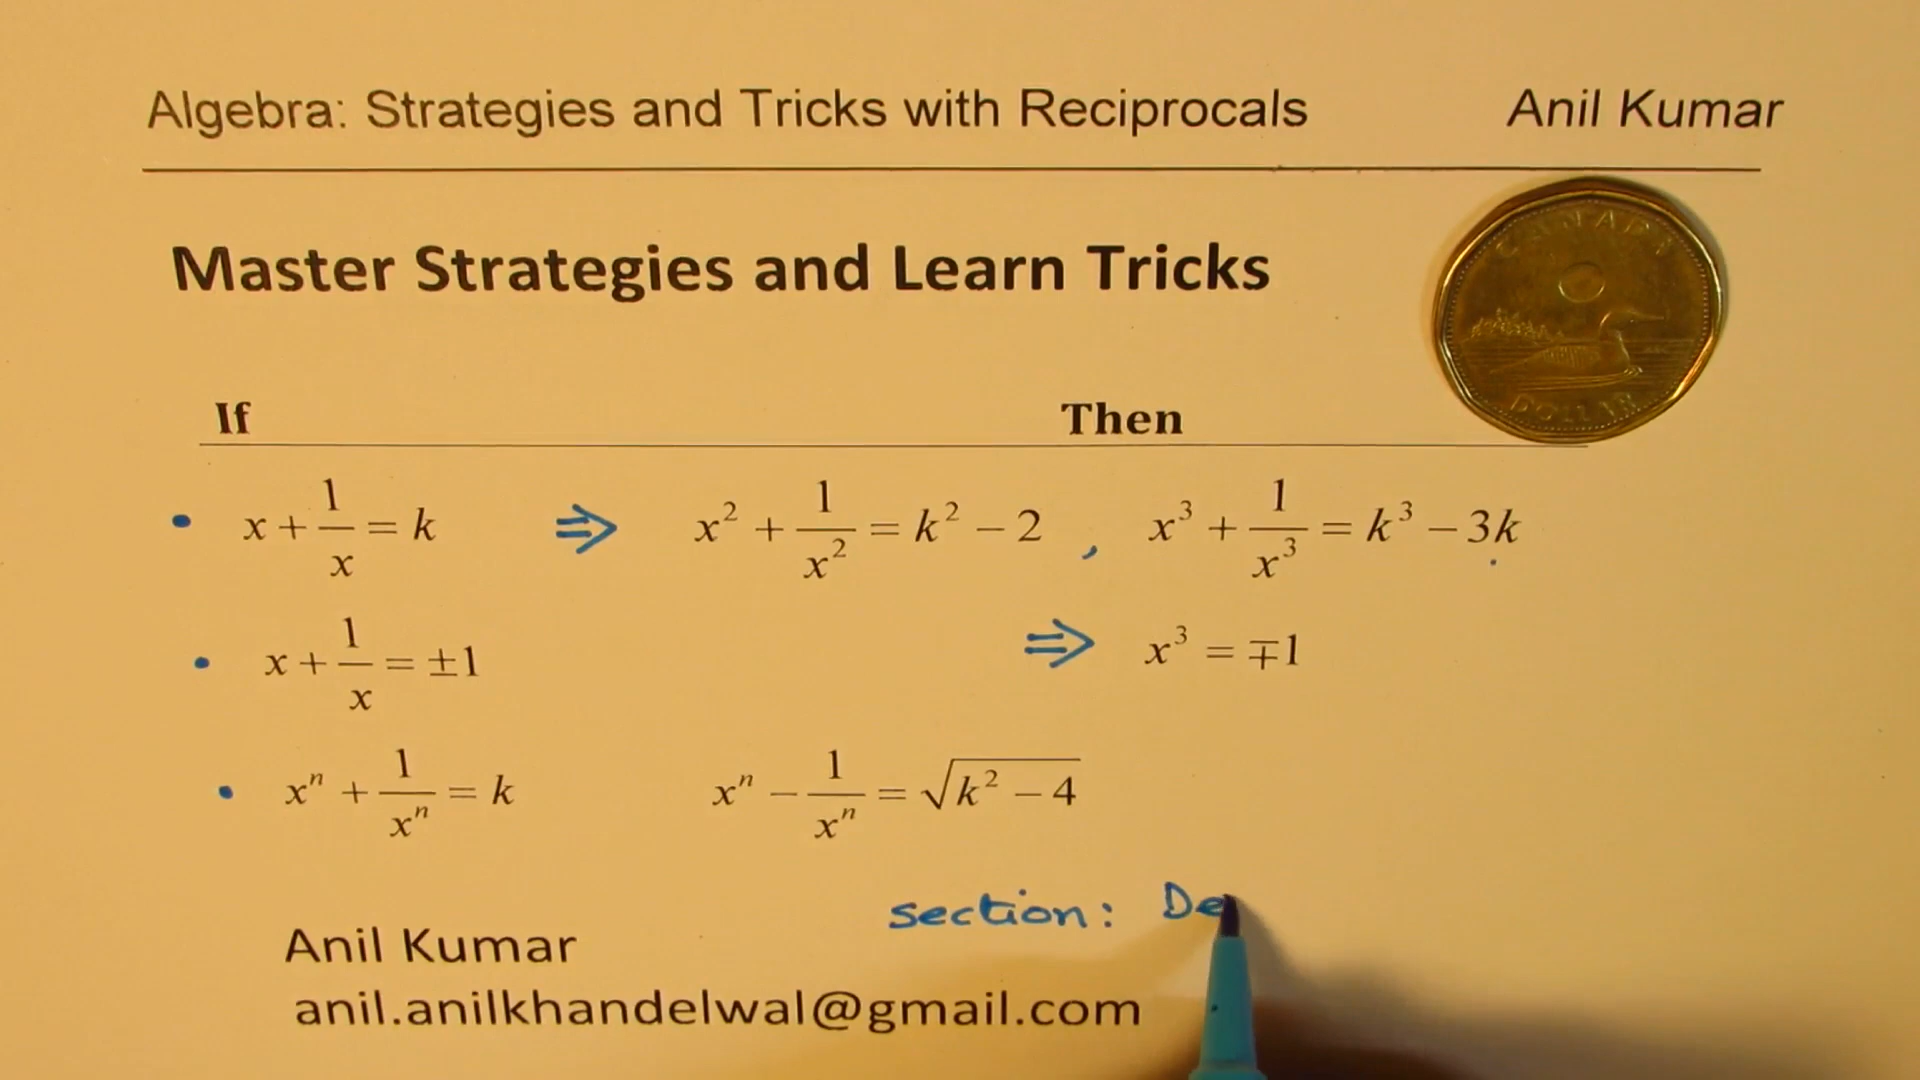 Algebra: Strategies and Tricks with Reciprocals Anil Kumar
Master Strategies and Learn Tricks
CANADA
DOLLAR
If Then
• x + 1/x = k ⇒ x² + 1/x² = k² − 2 , x³ + 1/x³ = k³ − 3k
• x + 1/x = ±1 ⇒ x³ = ∓1
• xⁿ + 1/xⁿ = k xⁿ − 1/xⁿ = √(k² − 4)
section: De
Anil Kumar
anil.anilkhandelwal@gmail.com